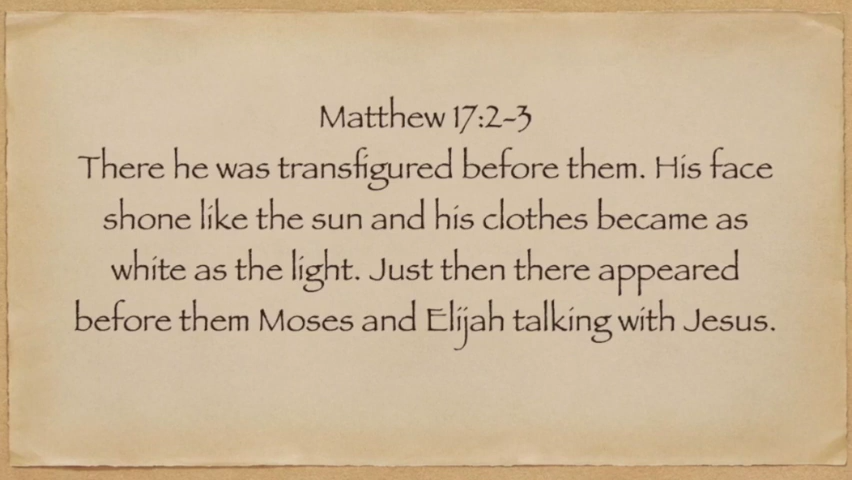 Matthew 17:2-3
There he was transfigured before them. His face
shone like the sun and his clothes became as
white as the light. Just then there appeared
before them Moses and Elijah talking with Jesus.